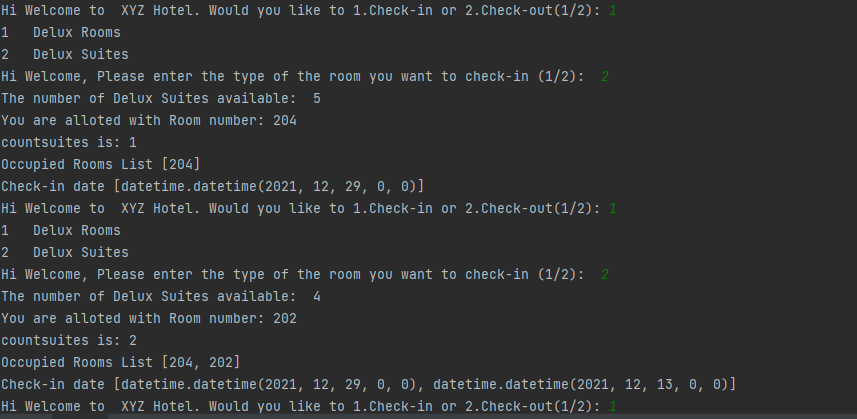 Hi Welcome to  XYZ Hotel. Would you like to 1.Check-in or 2.Check-out(1/2): 1
1   Delux Rooms
2   Delux Suites
Hi Welcome, Please enter the type of the room you want to check-in (1/2):  2
The number of Delux Suites available:  5
You are alloted with Room number: 204
countsuites is: 1
Occupied Rooms List [204]
Check-in date [datetime.datetime(2021, 12, 29, 0, 0)]
Hi Welcome to  XYZ Hotel. Would you like to 1.Check-in or 2.Check-out(1/2): 1
1   Delux Rooms
2   Delux Suites
Hi Welcome, Please enter the type of the room you want to check-in (1/2):  2
The number of Delux Suites available:  4
You are alloted with Room number: 202
countsuites is: 2
Occupied Rooms List [204, 202]
Check-in date [datetime.datetime(2021, 12, 29, 0, 0), datetime.datetime(2021, 12, 13, 0, 0)]
Hi Welcome to  XYZ Hotel. Would you like to 1.Check-in or 2.Check-out(1/2): 1